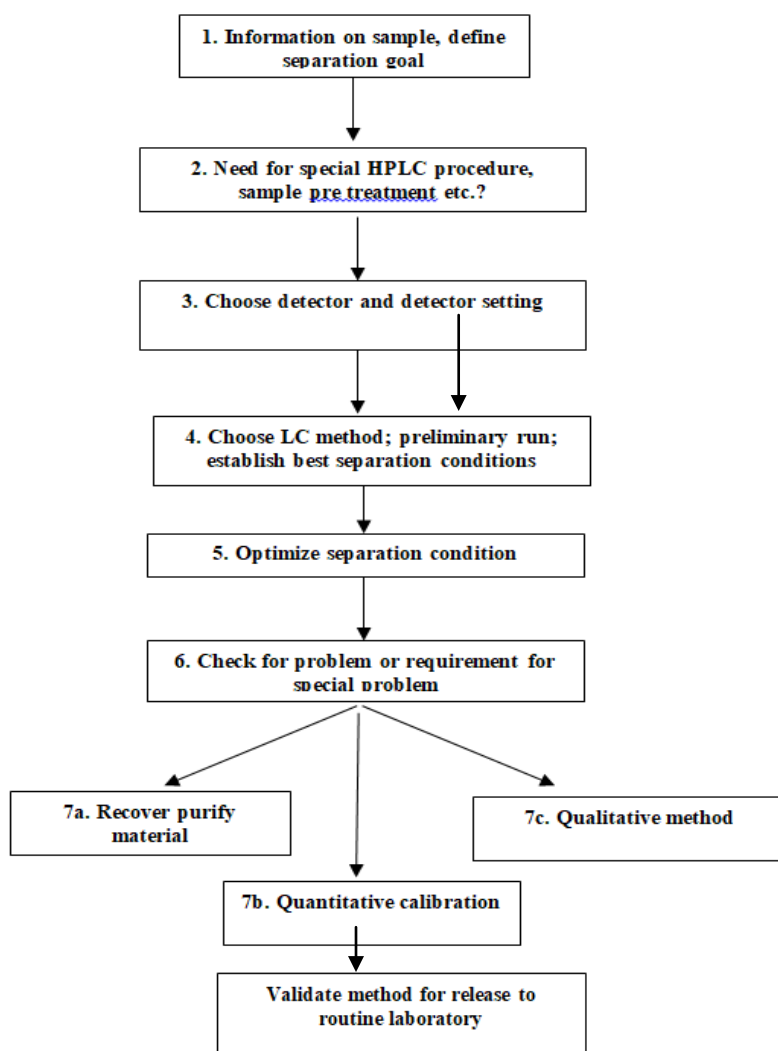 1. Information on sample, define
separation goal
2. Need for special HPLC procedure,
sample pre treatment etc.?
3. Choose detector and detector setting
4. Choose LC method; preliminary run;
establish best separation conditions
5. Optimize separation condition
6. Check for problem or requirement for
special problem
7a. Recover purify
material
7c. Qualitative method
7b. Quantitative calibration
Validate method for release to
routine laboratory